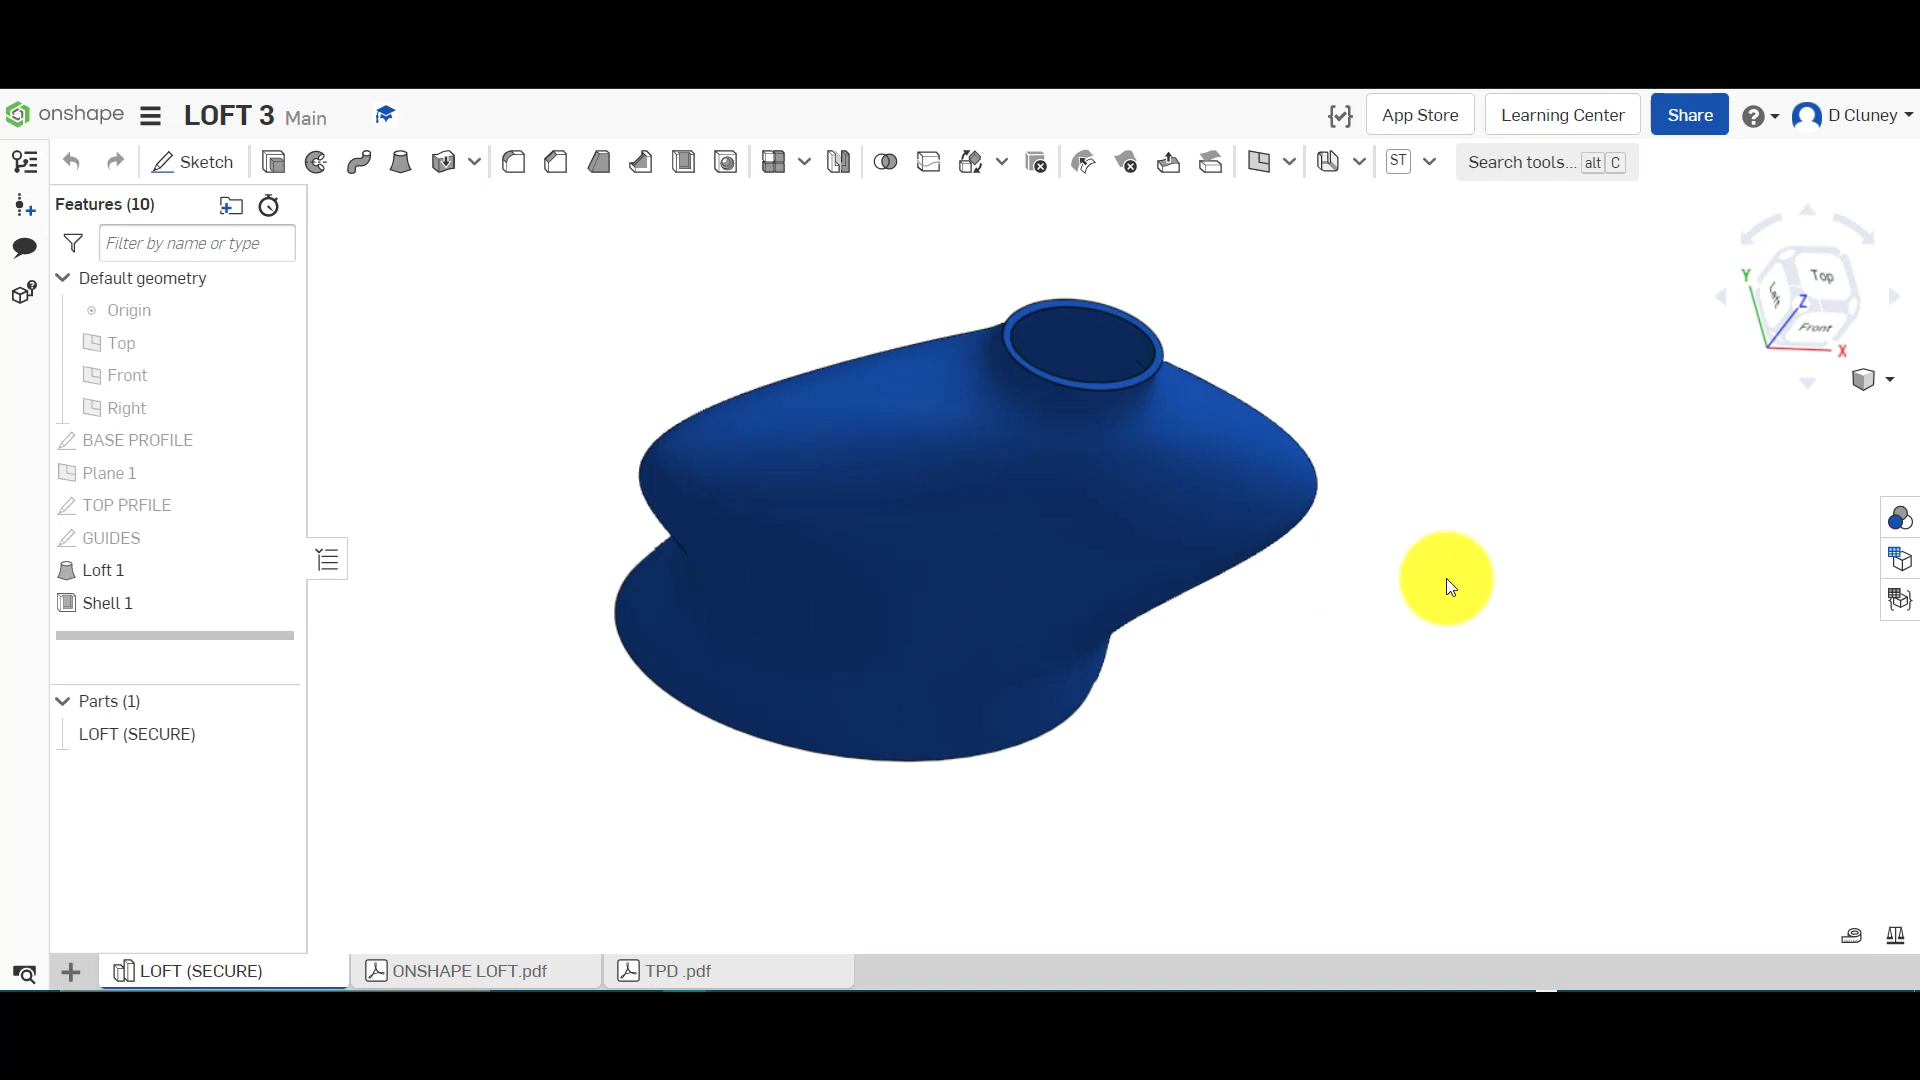 onshape LOFT 3 Main App Store Learning Center Share D Cluney
Sketch ST Search tools... alt C
Features (10)
Filter by name or type
Default geometry
Origin
Top
Front
Right
BASE PROFILE
Plane 1
TOP PRFILE
GUIDES
Loft 1
Shell 1
Parts (1)
LOFT (SECURE)
Top
Left
Front
Y
Z
X
LOFT (SECURE) ONSHAPE LOFT.pdf TPD .pdf